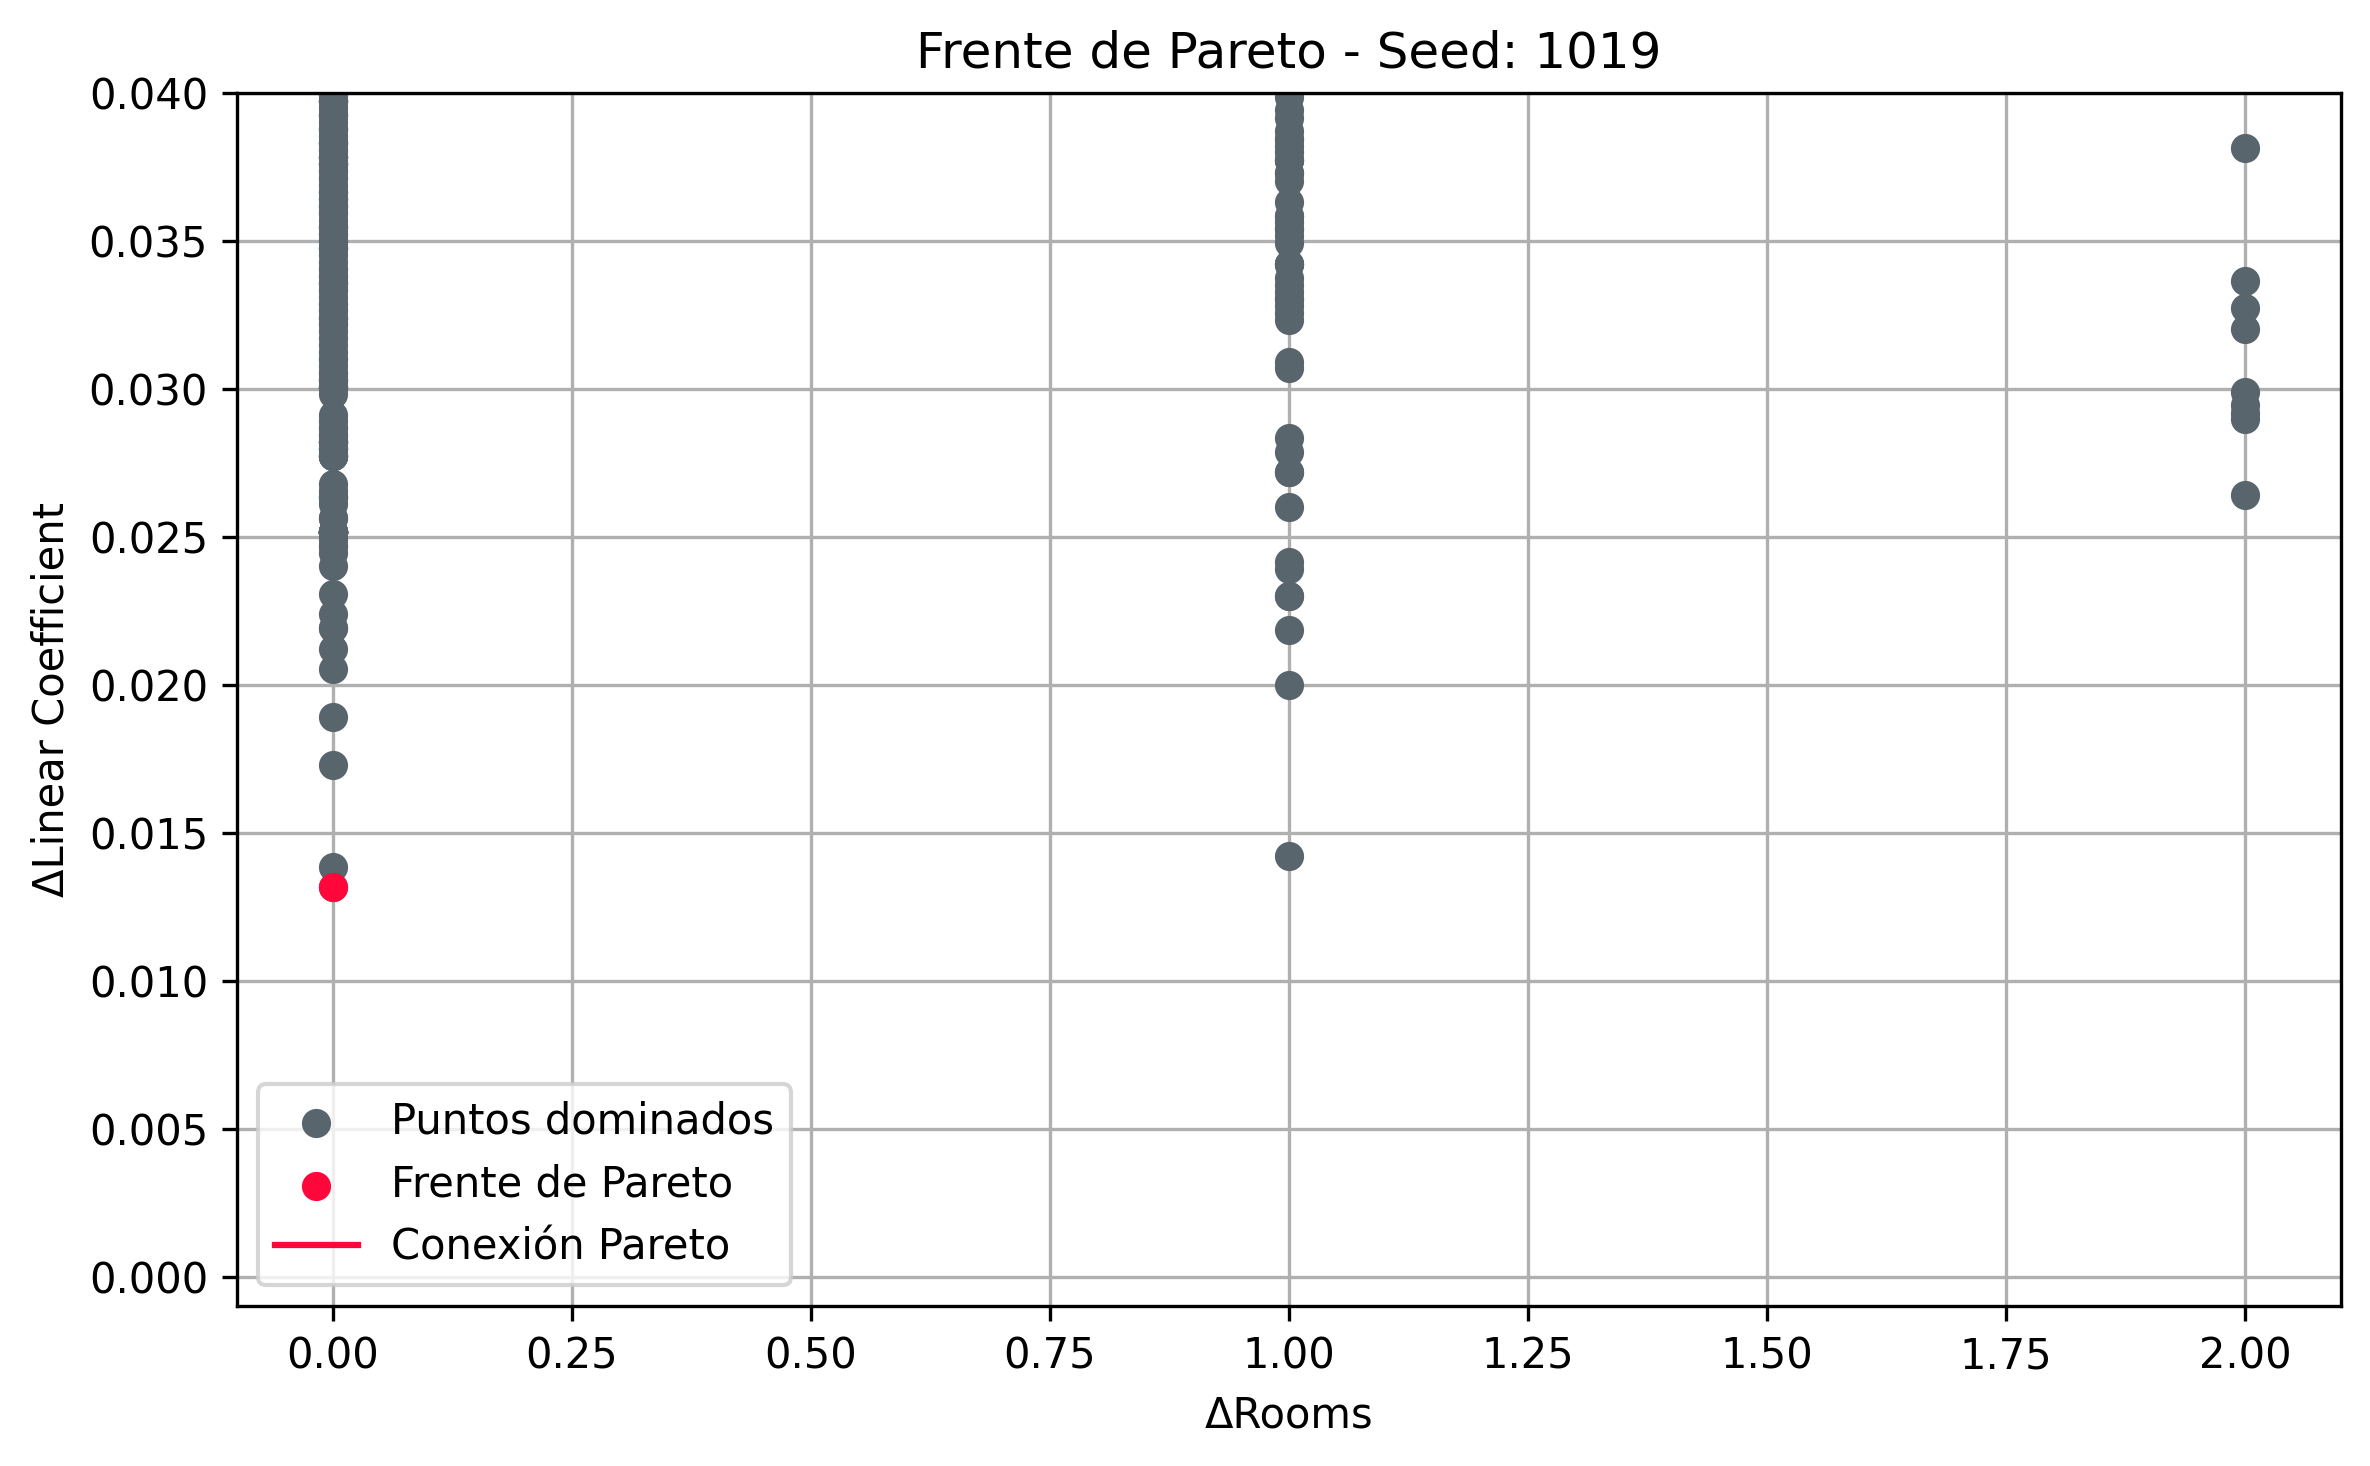 Frente de Pareto - Seed: 1019
0.040
0.035
0.030
0.025
0.020
0.015
0.010
0.005
0.000
ΔLinear Coefficient
Puntos dominados
Frente de Pareto
Conexión Pareto
0.00 0.25 0.50 0.75 1.00 1.25 1.50 1.75 2.00
ΔRooms